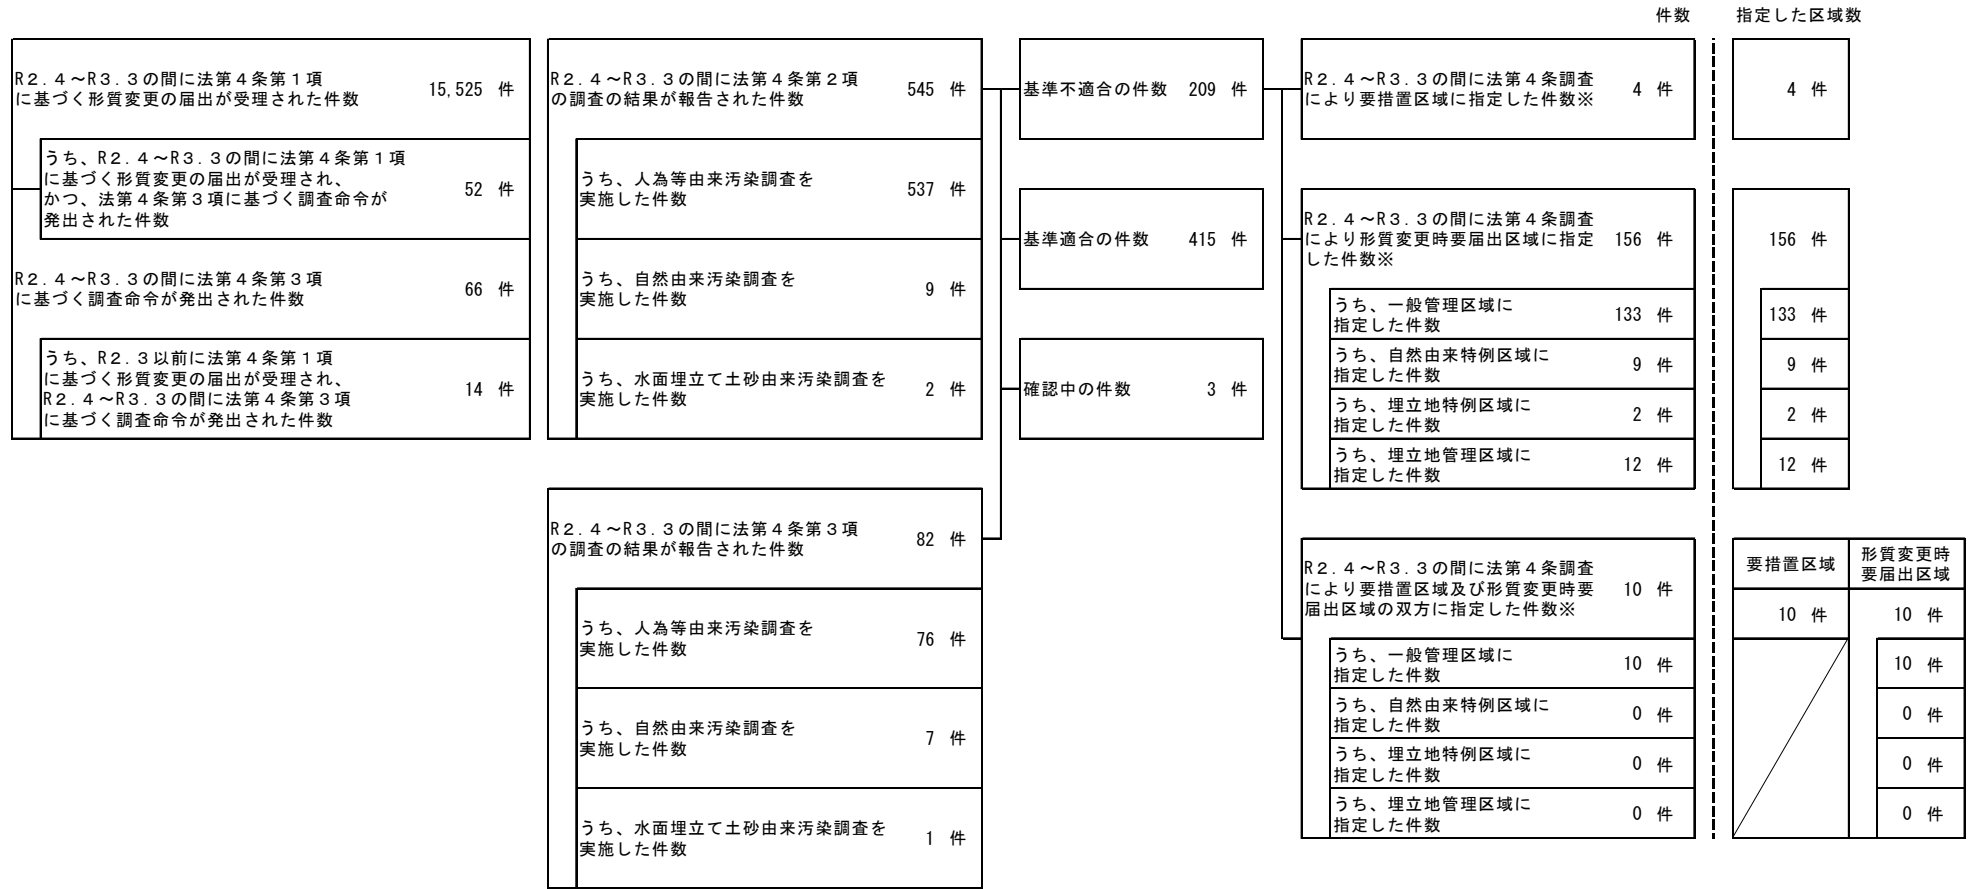 件数
指定した区域数
R２.４～R３.３の間に法第４条第１項
に基づく形質変更の届出が受理された件数
15,525 件
うち、R２.４～R３.３の間に法第４条第１項
に基づく形質変更の届出が受理され、
かつ、法第４条第３項に基づく調査命令が
発出された件数
52 件
R２.４～R３.３の間に法第４条第３項
に基づく調査命令が発出された件数
66 件
うち、R２.３以前に法第４条第１項
に基づく形質変更の届出が受理され、
R２.４～R３.３の間に法第４条第３項
に基づく調査命令が発出された件数
14 件
R２.４～R３.３の間に法第４条第２項
の調査の結果が報告された件数
545 件
うち、人為等由来汚染調査を
実施した件数
537 件
うち、自然由来汚染調査を
実施した件数
9 件
うち、水面埋立て土砂由来汚染調査を
実施した件数
2 件
R２.４～R３.３の間に法第４条第３項
の調査の結果が報告された件数
82 件
うち、人為等由来汚染調査を
実施した件数
76 件
うち、自然由来汚染調査を
実施した件数
7 件
うち、水面埋立て土砂由来汚染調査を
実施した件数
1 件
基準不適合の件数 209 件
基準適合の件数 415 件
確認中の件数 3 件
R２.４～R３.３の間に法第４条調査
により要措置区域に指定した件数※
4 件
4 件
R２.４～R３.３の間に法第４条調査
により形質変更時要届出区域に指定
した件数※
156 件
156 件
うち、一般管理区域に
指定した件数
133 件
133 件
うち、自然由来特例区域に
指定した件数
9 件
9 件
うち、埋立地特例区域に
指定した件数
2 件
2 件
うち、埋立地管理区域に
指定した件数
12 件
12 件
R２.４～R３.３の間に法第４条調査
により要措置区域及び形質変更時要
届出区域の双方に指定した件数※
10 件
要措置区域
形質変更時
要届出区域
10 件
10 件
うち、一般管理区域に
指定した件数
10 件
10 件
うち、自然由来特例区域に
指定した件数
0 件
0 件
うち、埋立地特例区域に
指定した件数
0 件
0 件
うち、埋立地管理区域に
指定した件数
0 件
0 件